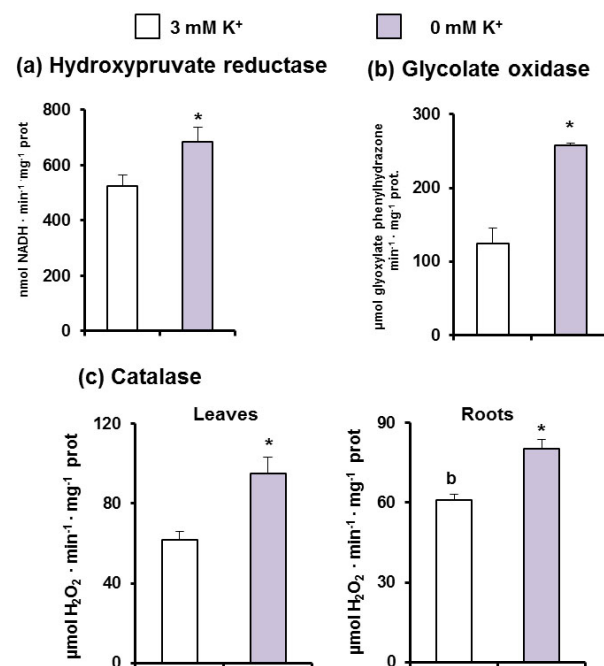 3 mM K⁺ 0 mM K⁺
(a) Hydroxypruvate reductase
nmol NADH · min⁻¹ mg⁻¹ prot
800
600
400
200
0
*
(b) Glycolate oxidase
µmol glyoxylate phenylhydrazone
min⁻¹ · mg⁻¹ prot.
300
200
100
0
*
(c) Catalase
Leaves
µmol H₂O₂ · min⁻¹ · mg⁻¹ prot
120
80
40
0
*
Roots
µmol H₂O₂ · min⁻¹ · mg⁻¹ prot
90
60
30
0
b
*